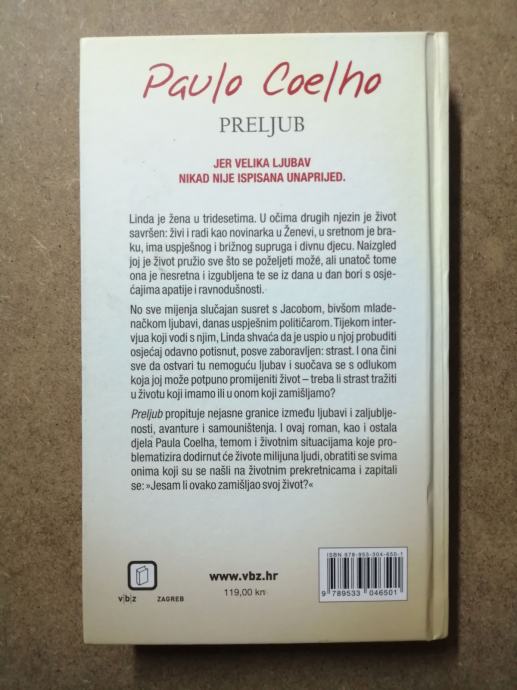 Paulo Coelho
PRELJUB
JER VELIKA LJUBAV
NIKAD NIJE ISPISANA UNAPRIJED.
Linda je žena u tridesetima. U očima drugih njezin je život
savršen: živi i radi kao novinarka u Ženevi, u sretnom je bra-
ku, ima uspješnog i brižnog supruga i divnu djecu. Naizgled
joj je život pružio sve što se poželjeti može, ali unatoč tome
ona je nesretna i izgubljena te se iz dana u dan bori s osje-
ćajima apatije i ravnodušnosti.
No sve mijenja slučajan susret s Jacobom, bivšom mlade-
načkom ljubavi, danas uspješnim političarom. Tijekom inter-
vjua koji vodi s njim, Linda shvaća da je uspio u njoj probuditi
osjećaj odavno potisnut, posve zaboravljen: strast. I ona čini
sve da ostvari tu nemoguću ljubav i suočava se s odlukom
koja joj može potpuno promijeniti život – treba li strast tražiti
u životu koji imamo ili u onom koji zamišljamo?
Preljub propituje nejasne granice između ljubavi i zaljublje-
nosti, avanture i samouništenja. I ovaj roman, kao i ostala
djela Paula Coelha, temom i životnim situacijama koje pro-
blematizira dodirnut će živote milijuna ljudi, obratiti se svima
onima koji su se našli na životnim prekretnicama i zapitali
se: »Jesam li ovako zamišljao svoj život?«
v|b|z
ZAGREB
www.vbz.hr
119,00 kn
ISBN 978-953-304-650-1
9 789533 046501